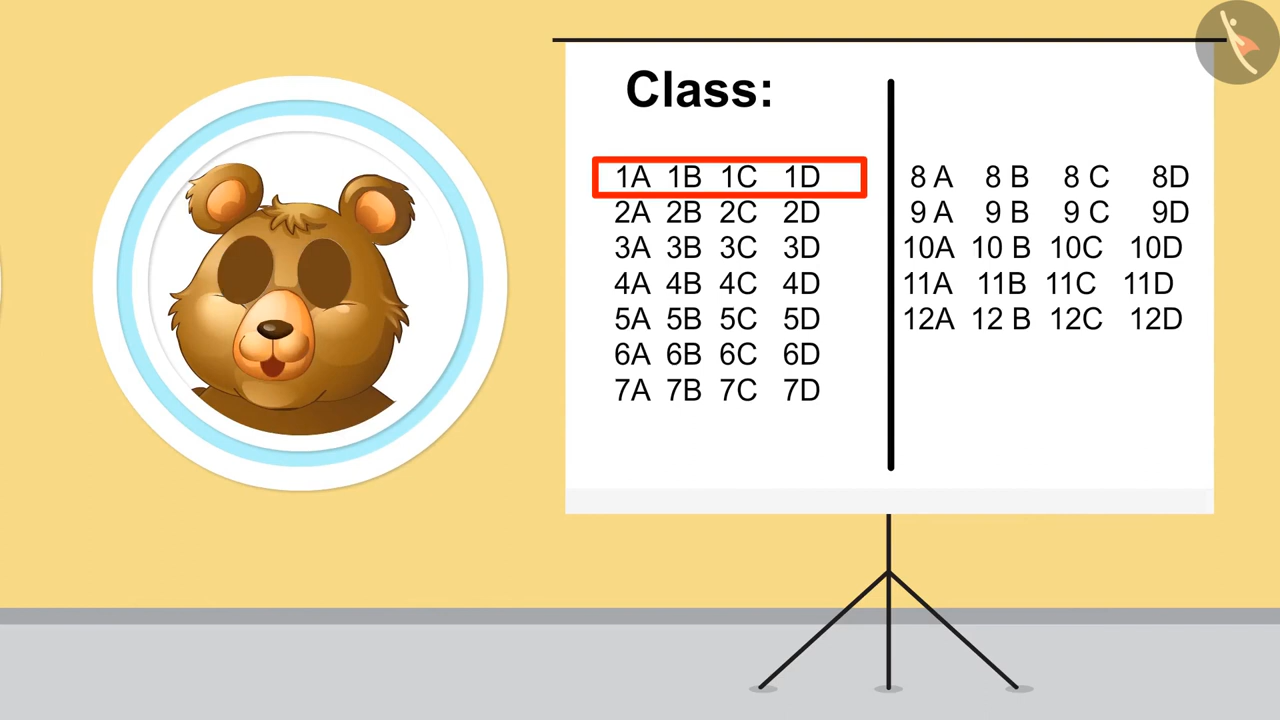 Class:
1A 1B 1C 1D
2A 2B 2C 2D
3A 3B 3C 3D
4A 4B 4C 4D
5A 5B 5C 5D
6A 6B 6C 6D
7A 7B 7C 7D
8 A 8 B 8 C 8D
9 A 9 B 9 C 9D
10A 10 B 10C 10D
11A 11B 11C 11D
12A 12 B 12C 12D